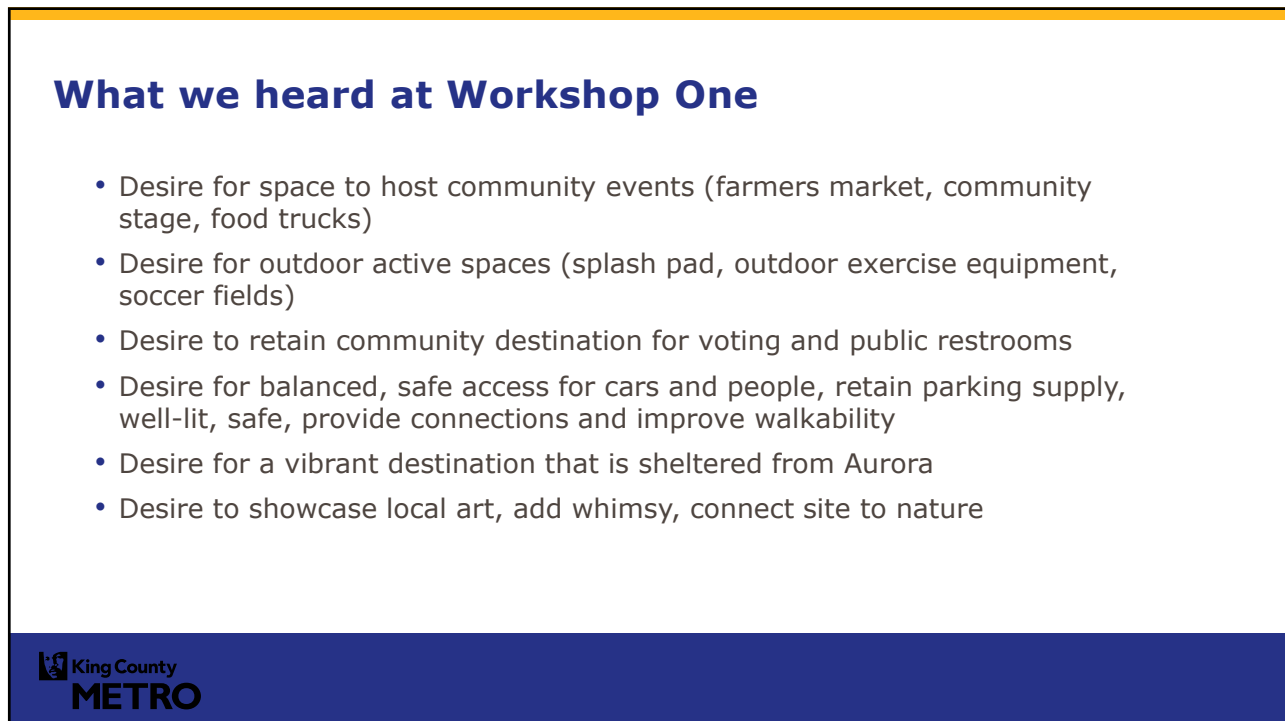 What we heard at Workshop One
• Desire for space to host community events (farmers market, community
stage, food trucks)
• Desire for outdoor active spaces (splash pad, outdoor exercise equipment,
soccer fields)
• Desire to retain community destination for voting and public restrooms
• Desire for balanced, safe access for cars and people, retain parking supply,
well-lit, safe, provide connections and improve walkability
• Desire for a vibrant destination that is sheltered from Aurora
• Desire to showcase local art, add whimsy, connect site to nature
King County
METRO